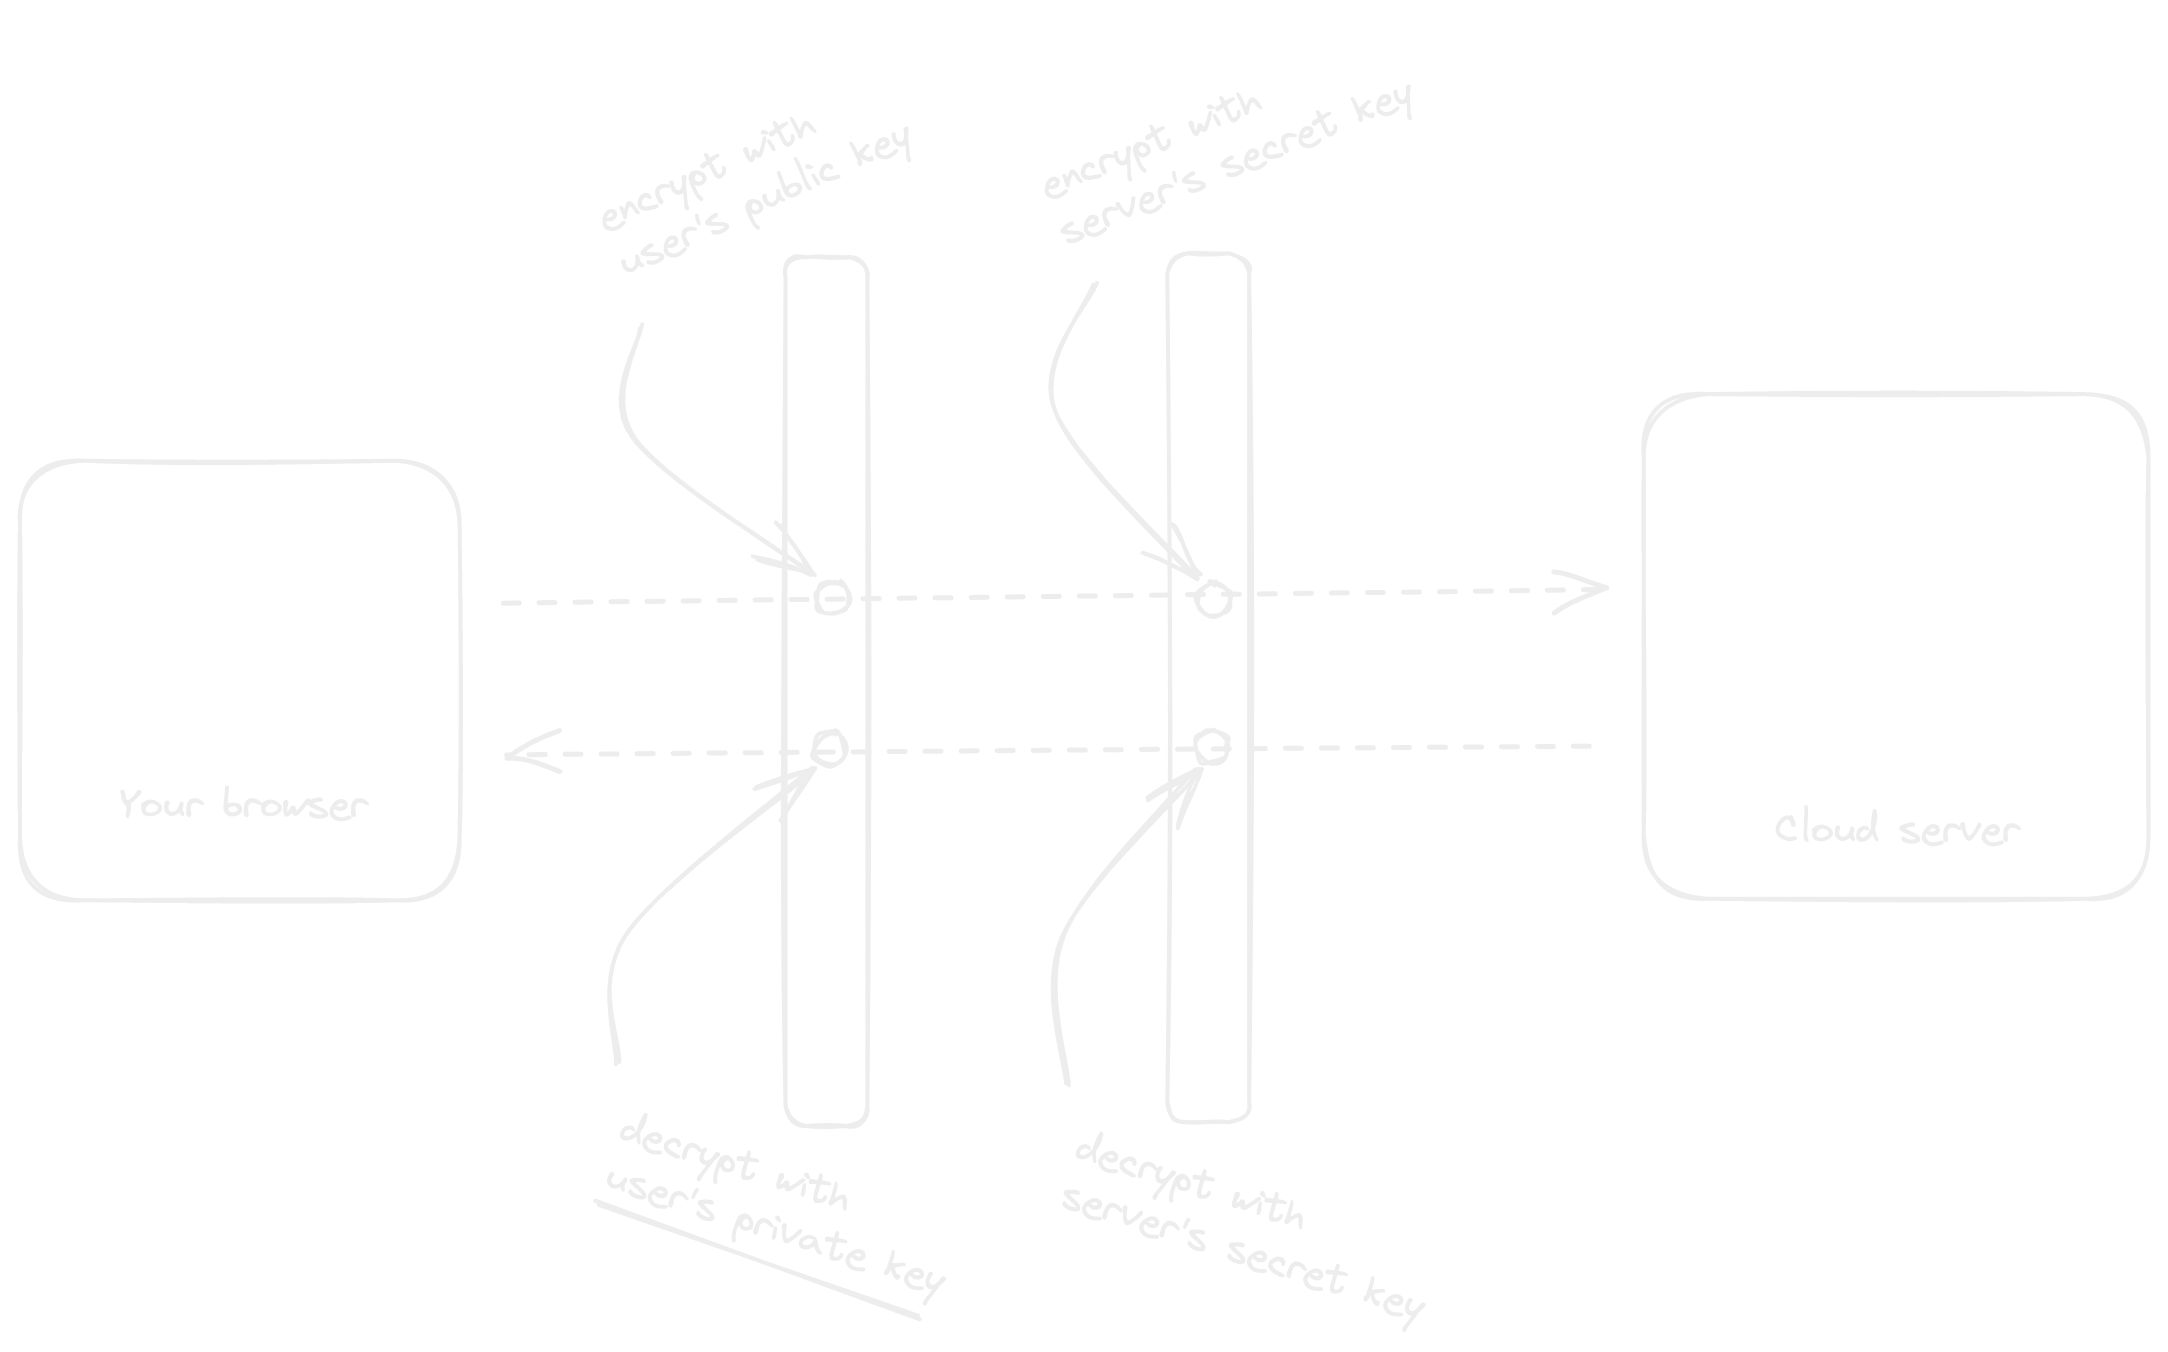 encrypt with
user's public key
encrypt with
server's secret key
Your browser
Cloud server
decrypt with
user's private key
decrypt with
server's secret key